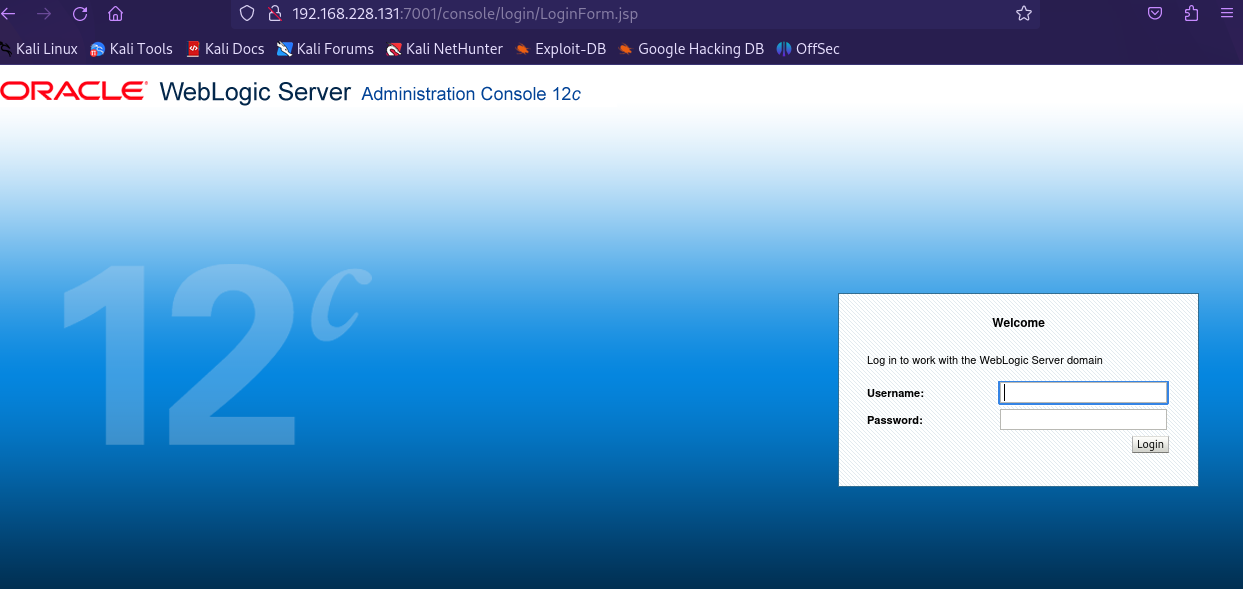 192.168.228.131:7001/console/login/LoginForm.jsp
Kali Linux Kali Tools Kali Docs Kali Forums Kali NetHunter Exploit-DB Google Hacking DB OffSec
ORACLE WebLogic Server Administration Console 12c
12c
Welcome
Log in to work with the WebLogic Server domain
Username:
Password:
Login